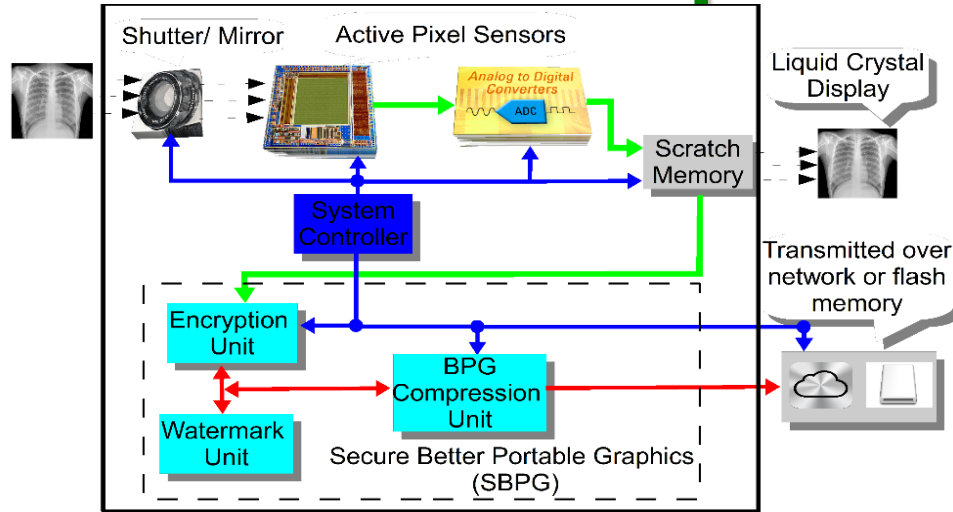 Shutter/ Mirror
Active Pixel Sensors
Analog to Digital
Converters
ADC
Liquid Crystal
Display
Scratch
Memory
System
Controller
Transmitted over
network or flash
memory
Encryption
Unit
BPG
Compression
Unit
Watermark
Unit
Secure Better Portable Graphics
(SBPG)